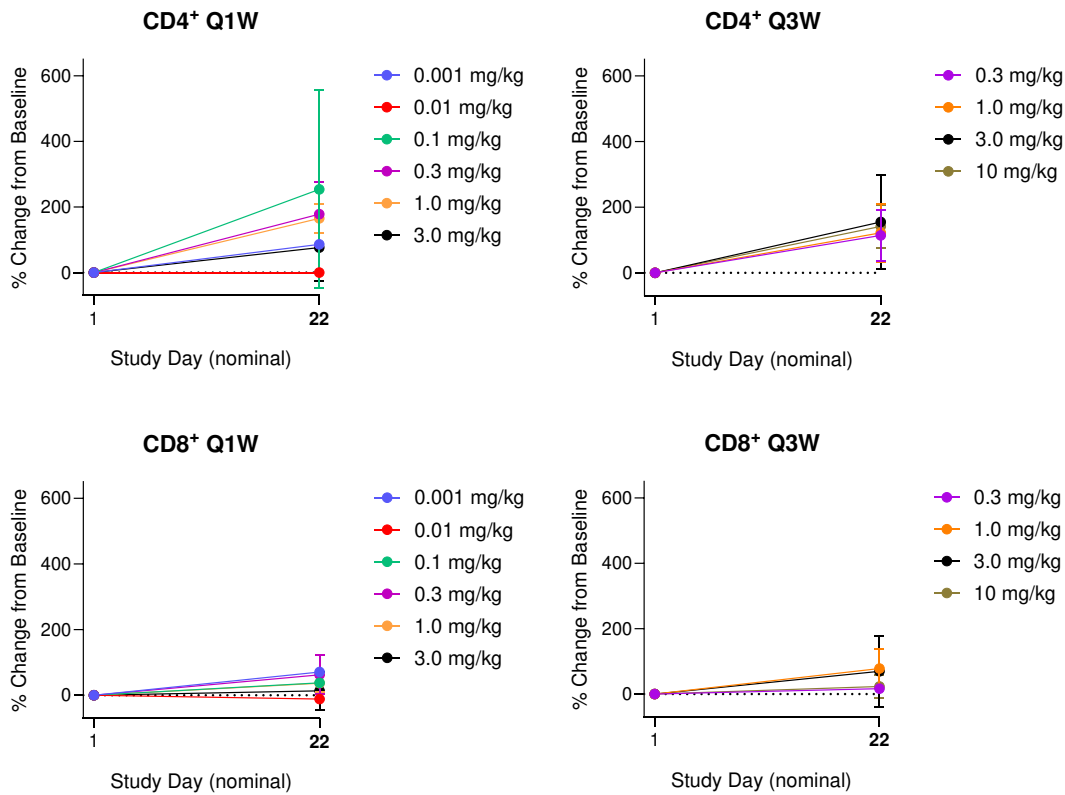 CD4⁺ Q1W
% Change from Baseline
600
400
200
0
1
22
Study Day (nominal)
0.001 mg/kg
0.01 mg/kg
0.1 mg/kg
0.3 mg/kg
1.0 mg/kg
3.0 mg/kg
CD4⁺ Q3W
% Change from Baseline
600
400
200
0
1
22
Study Day (nominal)
0.3 mg/kg
1.0 mg/kg
3.0 mg/kg
10 mg/kg
CD8⁺ Q1W
% Change from Baseline
600
400
200
0
1
22
Study Day (nominal)
0.001 mg/kg
0.01 mg/kg
0.1 mg/kg
0.3 mg/kg
1.0 mg/kg
3.0 mg/kg
CD8⁺ Q3W
% Change from Baseline
600
400
200
0
1
22
Study Day (nominal)
0.3 mg/kg
1.0 mg/kg
3.0 mg/kg
10 mg/kg